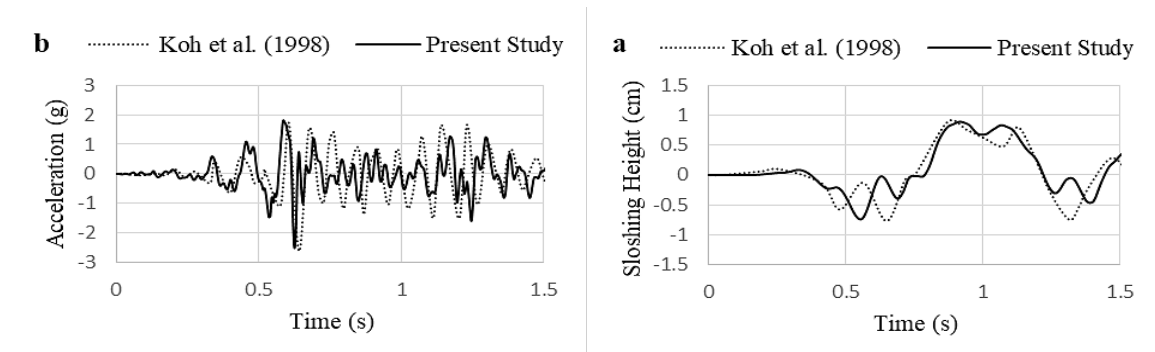 b Koh et al. (1998) Present Study
Acceleration (g)
3
2
1
0
-1
-2
-3
0 0.5 1 1.5
Time (s)
a Koh et al. (1998) Present Study
Sloshing Height (cm)
1.5
1
0.5
0
-0.5
-1
-1.5
0 0.5 1 1.5
Time (s)